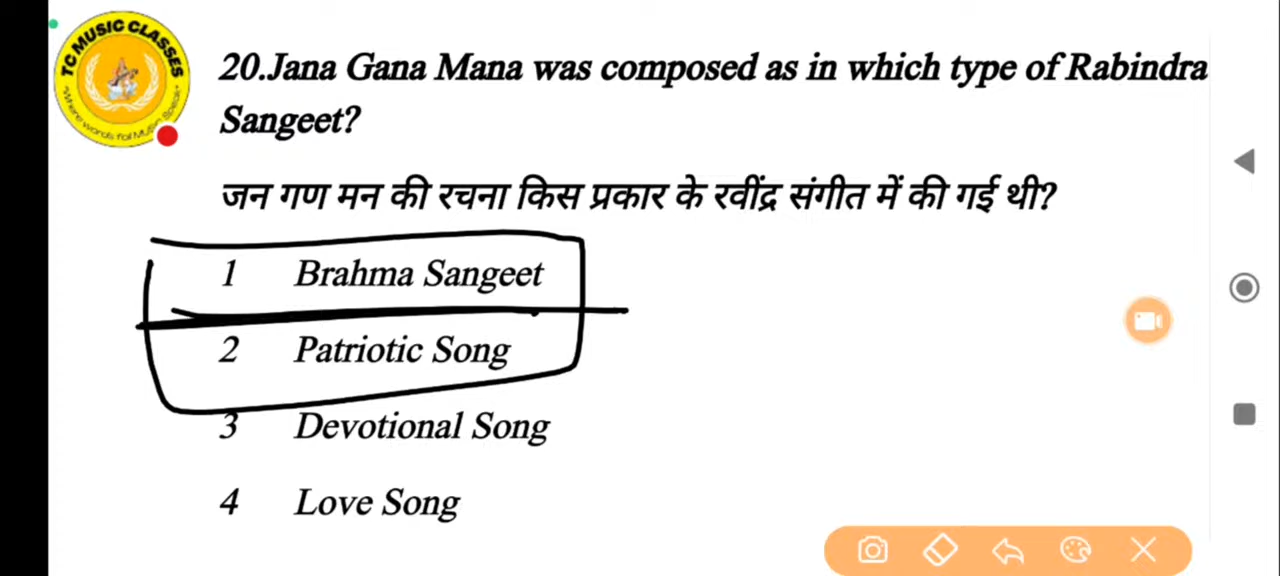 TC MUSIC CLASSES
20.Jana Gana Mana was composed as in which type of Rabindra
Sangeet?
जन गण मन की रचना किस प्रकार के रवींद्र संगीत में की गई थी?
1 Brahma Sangeet
2 Patriotic Song
3 Devotional Song
4 Love Song